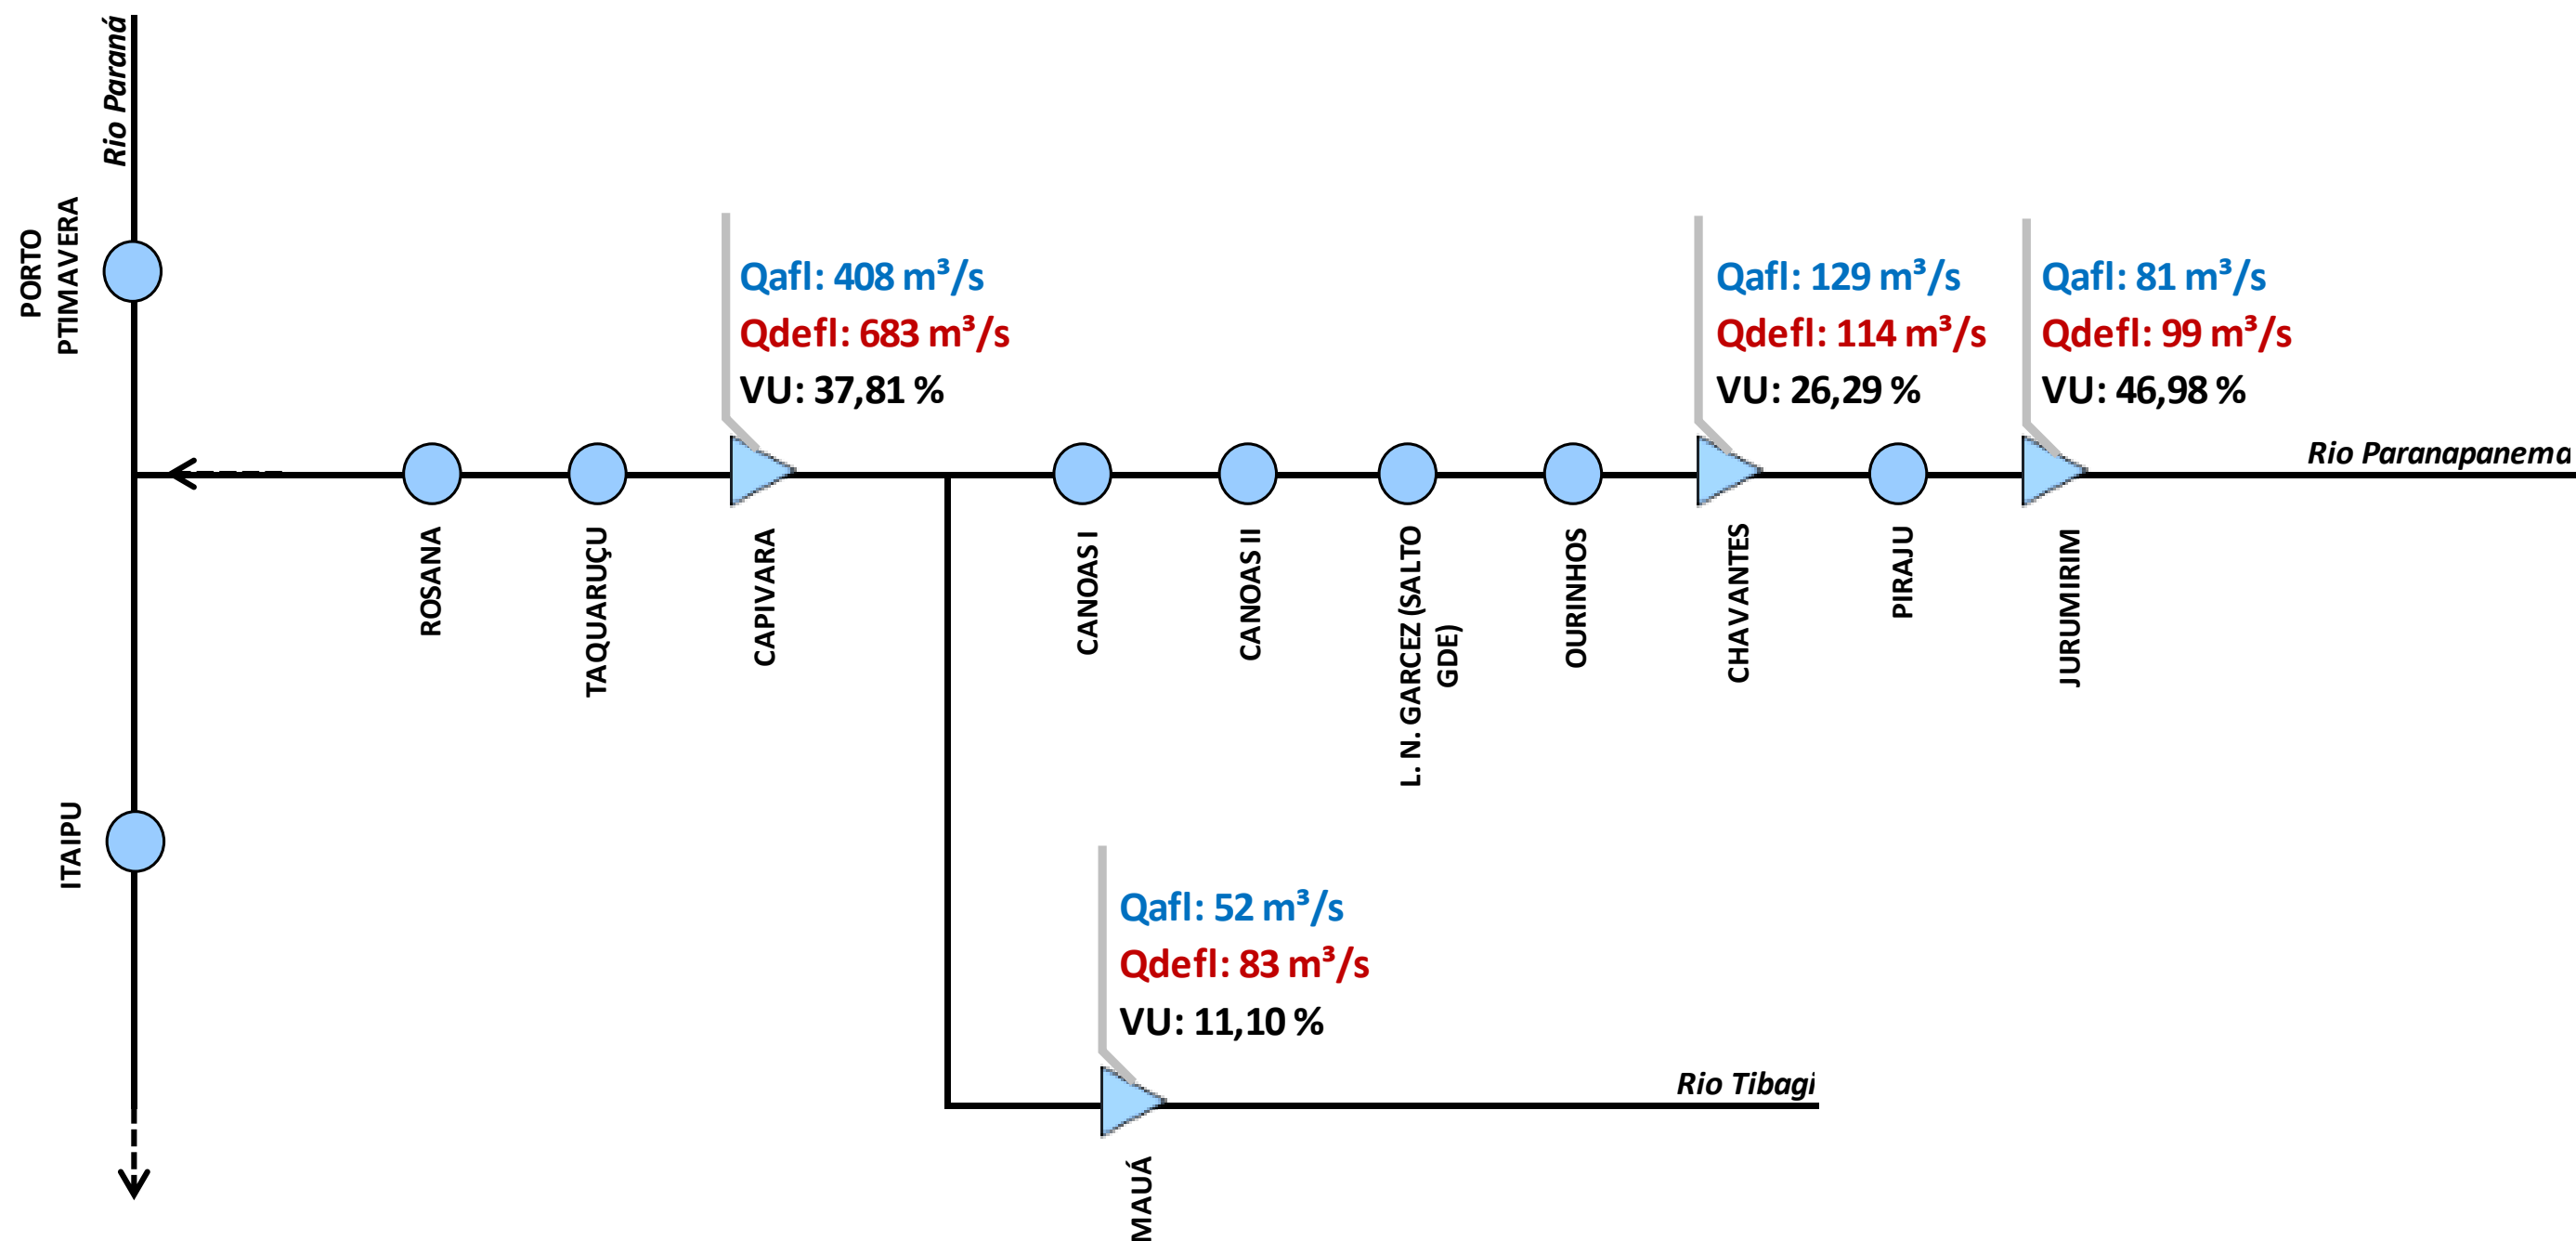 Rio Paraná
PORTO
PTIMAVERA
Qafl: 408 m³/s
Qdefl: 683 m³/s
VU: 37,81 %
Qafl: 129 m³/s
Qdefl: 114 m³/s
VU: 26,29 %
Qafl: 81 m³/s
Qdefl: 99 m³/s
VU: 46,98 %
Rio Paranapanema
ROSANA
TAQUARUÇU
CAPIVARA
CANOAS I
CANOAS II
L. N. GARCEZ (SALTO
GDE)
OURINHOS
CHAVANTES
PIRAJU
JURUMIRIM
ITAIPU
Qafl: 52 m³/s
Qdefl: 83 m³/s
VU: 11,10 %
Rio Tibagi
MAUÁ